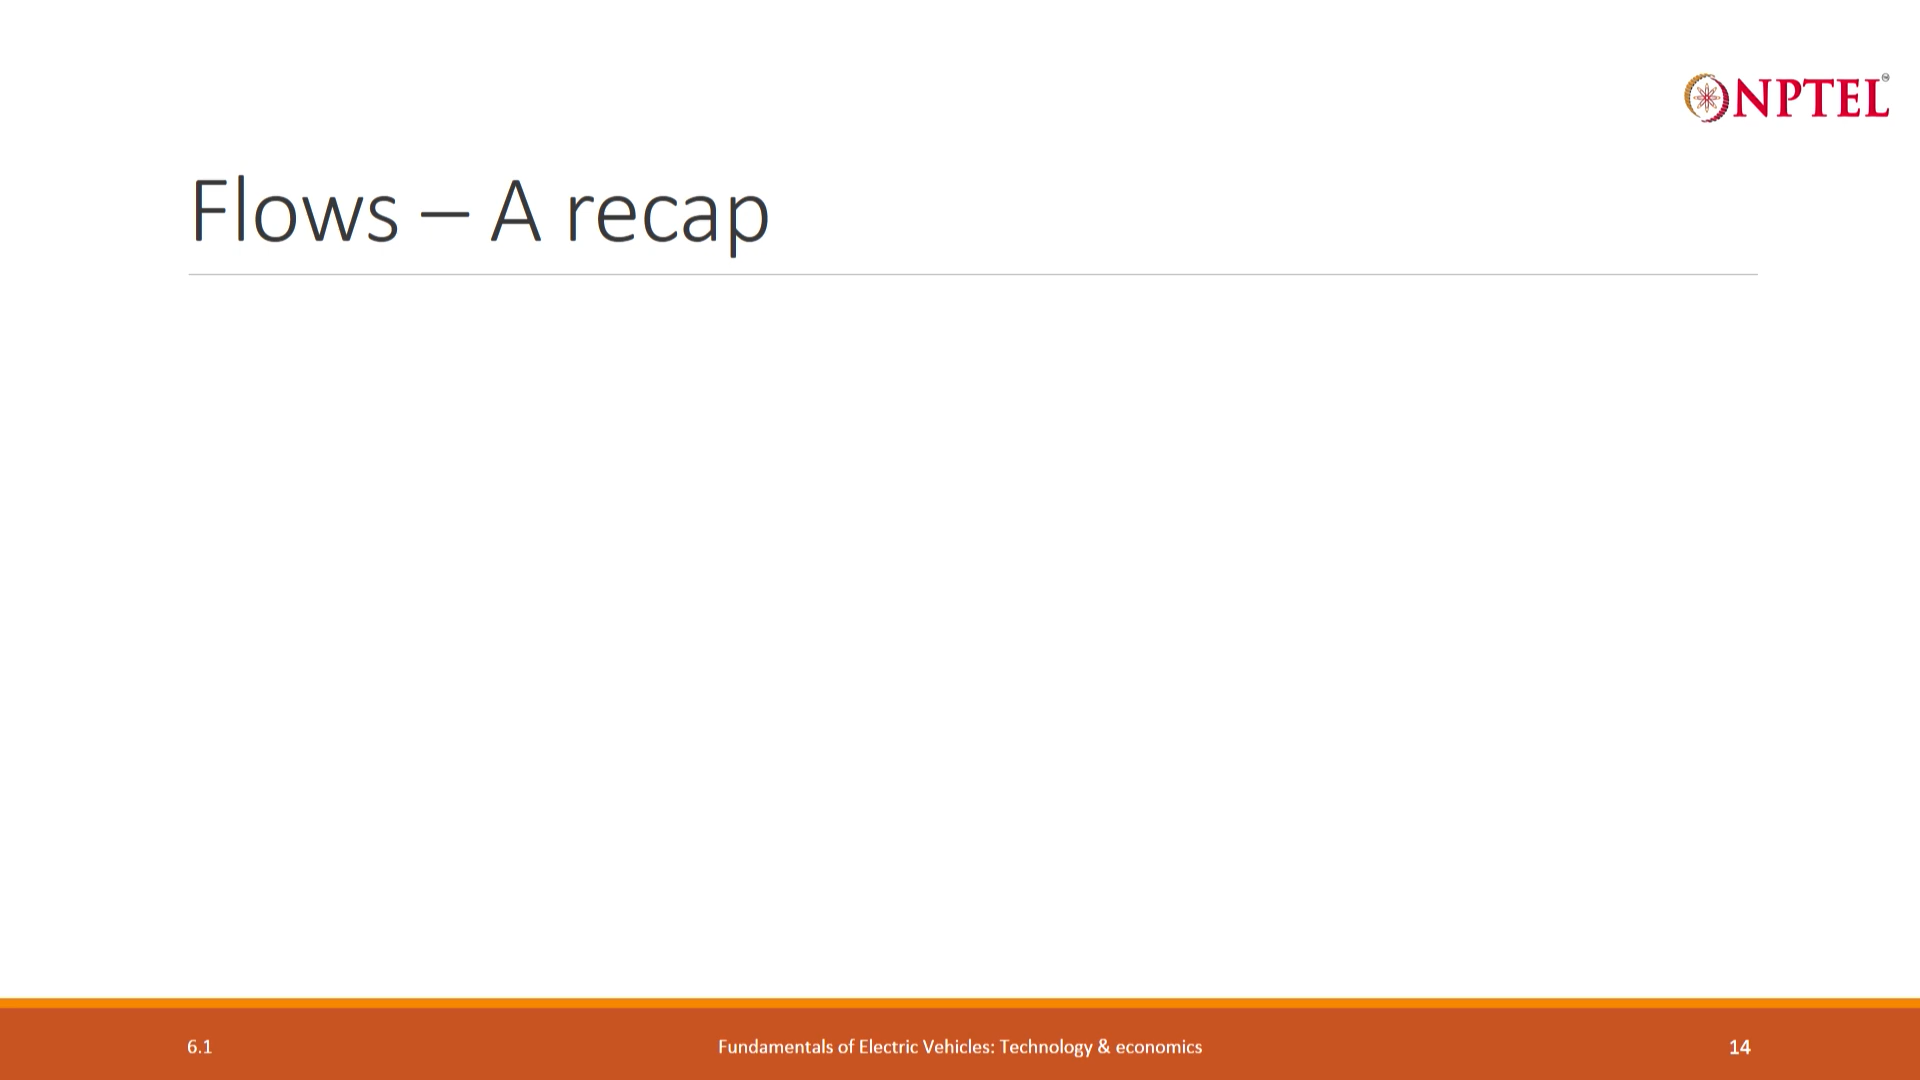 NPTEL
Flows – A recap
6.1
Fundamentals of Electric Vehicles: Technology & economics
14